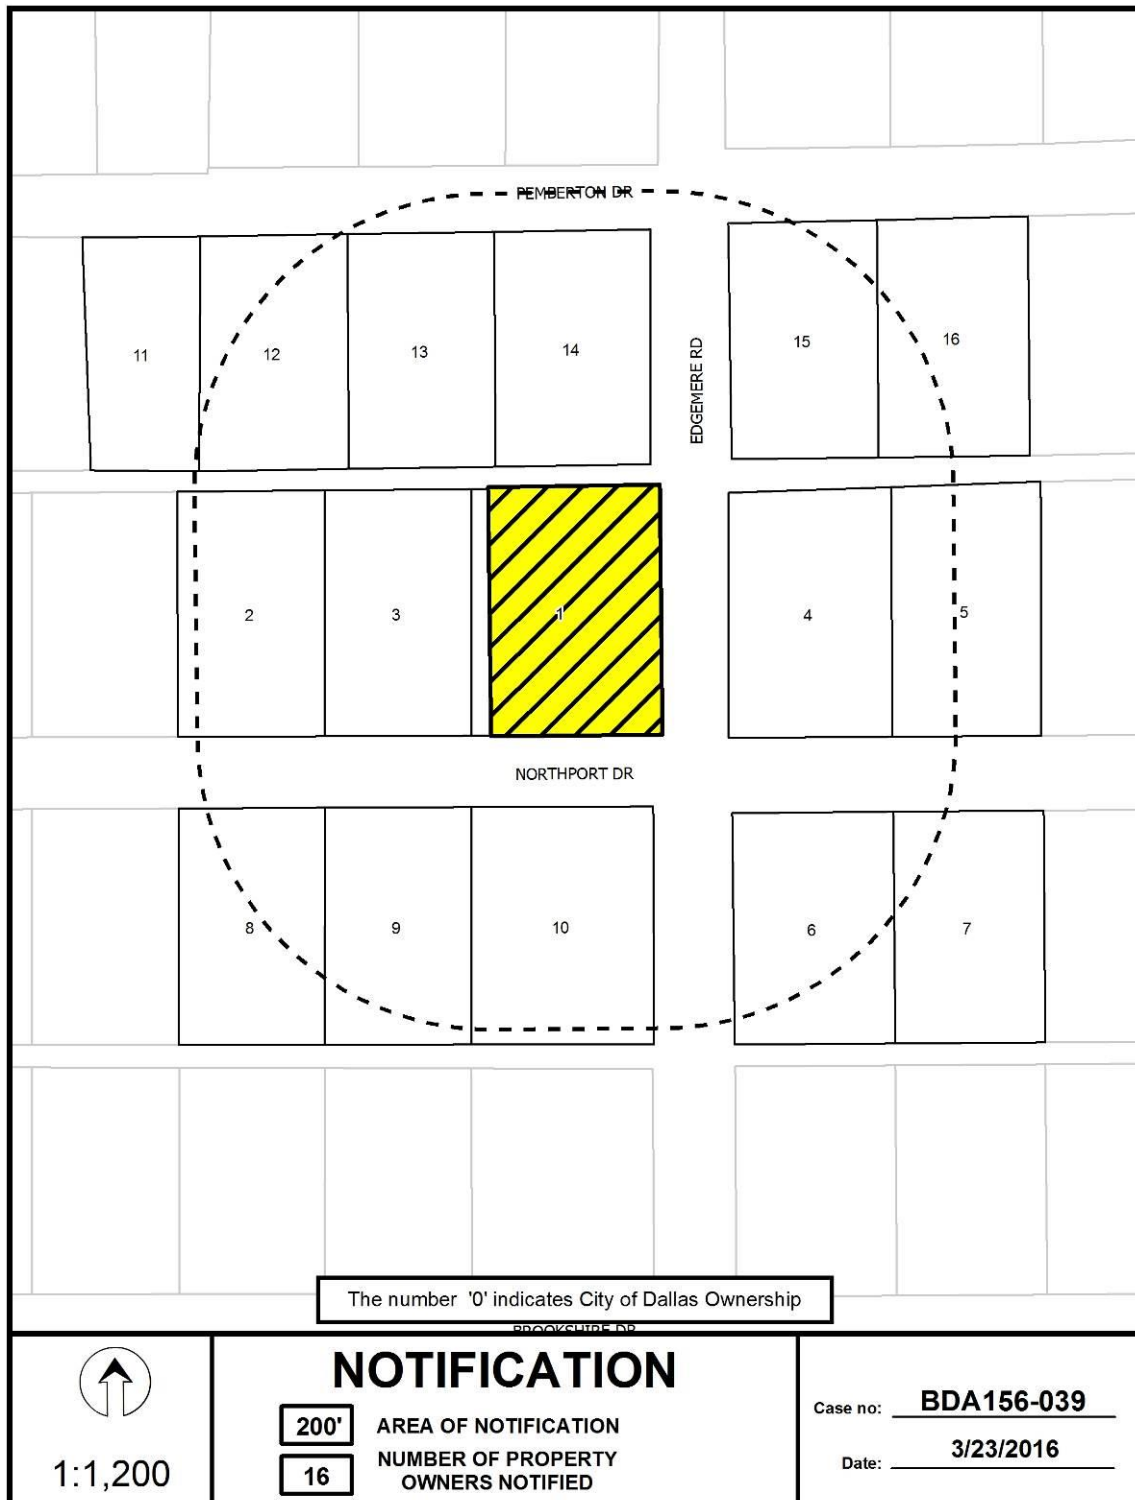 PEMBERTON DR
11
12
13
14
EDGEMERE RD
15
16
2
3
1
4
5
NORTHPORT DR
8
9
10
6
7
The number '0' indicates City of Dallas Ownership
BROOKSHIRE DR
1:1,200
NOTIFICATION
200' AREA OF NOTIFICATION
16 NUMBER OF PROPERTY
OWNERS NOTIFIED
Case no: BDA156-039
Date: 3/23/2016